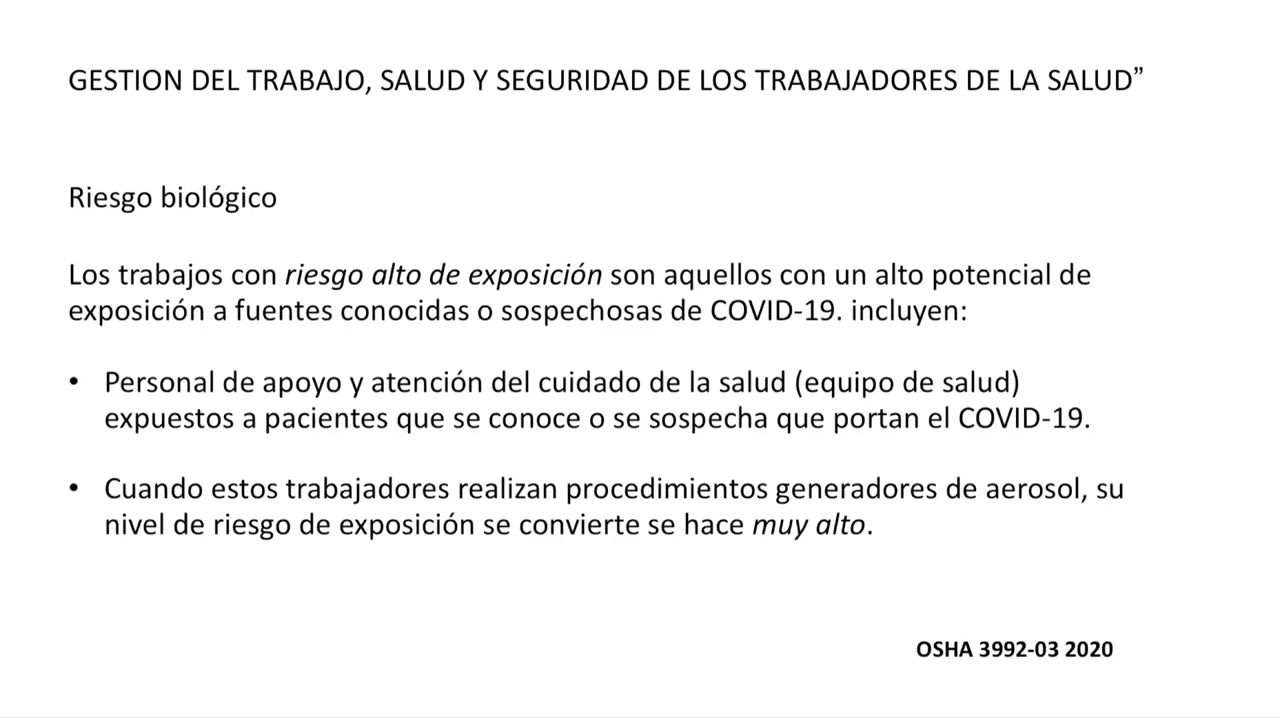 GESTION DEL TRABAJO, SALUD Y SEGURIDAD DE LOS TRABAJADORES DE LA SALUD”
Riesgo biológico
Los trabajos con riesgo alto de exposición son aquellos con un alto potencial de
exposición a fuentes conocidas o sospechosas de COVID-19. incluyen:
• Personal de apoyo y atención del cuidado de la salud (equipo de salud)
expuestos a pacientes que se conoce o se sospecha que portan el COVID-19.
• Cuando estos trabajadores realizan procedimientos generadores de aerosol, su
nivel de riesgo de exposición se convierte se hace muy alto.
OSHA 3992-03 2020